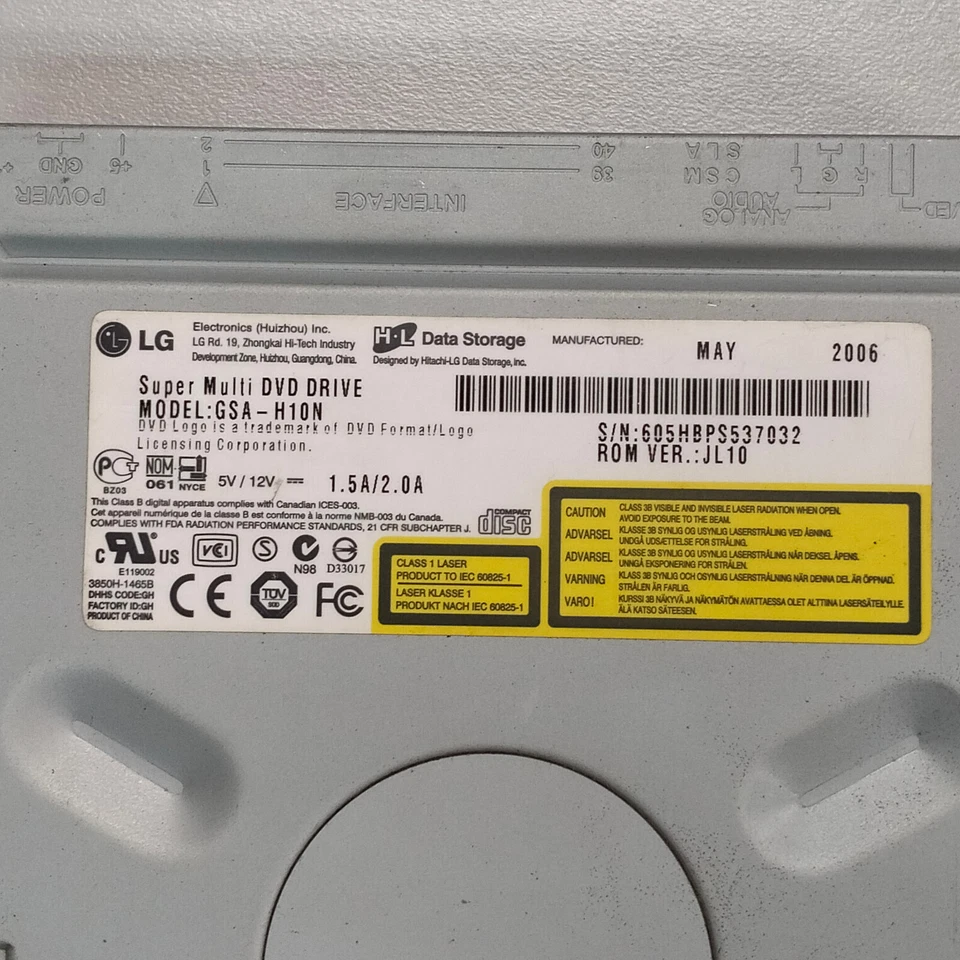 + GND +5
POWER
2
1
INTERFACE
40
39
A L S
M S C
ANALOG
AUDIO
R G L
LG
Electronics (Huizhou) Inc.
LG Rd. 19, Zhongkai Hi-Tech Industry
Development Zone, Huizhou, Guangdong, China.
H·L Data Storage
Designed by Hitachi-LG Data Storage, Inc.
MANUFACTURED: MAY 2006
Super Multi DVD DRIVE
MODEL:GSA-H10N
DVD Logo is a trademark of DVD Format/Logo
Licensing Corporation.
S/N:605HBPS537032
ROM VER.:JL10
BZ03
NOM
061 NYCE
5V / 12V 1.5A/2.0A
This Class B digital apparatus complies with Canadian ICES-003.
Cet appareil numérique de la classe B est conforme à la norme NMB-003 du Canada.
COMPLIES WITH FDA RADIATION PERFORMANCE STANDARDS, 21 CFR SUBCHAPTER J.
COMPACT
disc
c RU US
E119002
VCI
S
N98
D33017
3850H-1465B
DHHS CODE:GH
FACTORY ID:GH
PRODUCT OF CHINA
CE
TÜV
FC
CLASS 1 LASER
PRODUCT TO IEC 60825-1
LASER KLASSE 1
PRODUKT NACH IEC 60825-1
CAUTION CLASS 3B VISIBLE AND INVISIBLE LASER RADIATION WHEN OPEN.
AVOID EXPOSURE TO THE BEAM.
ADVARSEL KLASSE 3B SYNLIG OG USYNLIG LASERSTRÅLING VED ÅBNING.
UNDGÅ UDSÆTTELSE FOR STRÅLING.
ADVARSEL KLASSE 3B SYNLIG OG USYNLIG LASERSTRÅLING NÅR DEKSEL ÅPENS.
UNNGÅ EKSPONERING FOR STRÅLEN.
VARNING KLASS 3B SYNLIG OCH OSYNLIG LASERSTRÅLNING NÄR DENNA DEL ÄR ÖPPNAD.
STRÅLEN ÄR FARLIG.
VARO! KURSSI 3B NÄKYVÄ JA NÄKYMÄTÖN AVATTAESSA OLET ALTTIINA LASERSÄTEILYLLE.
ÄLÄ KATSO SÄTEESEEN.